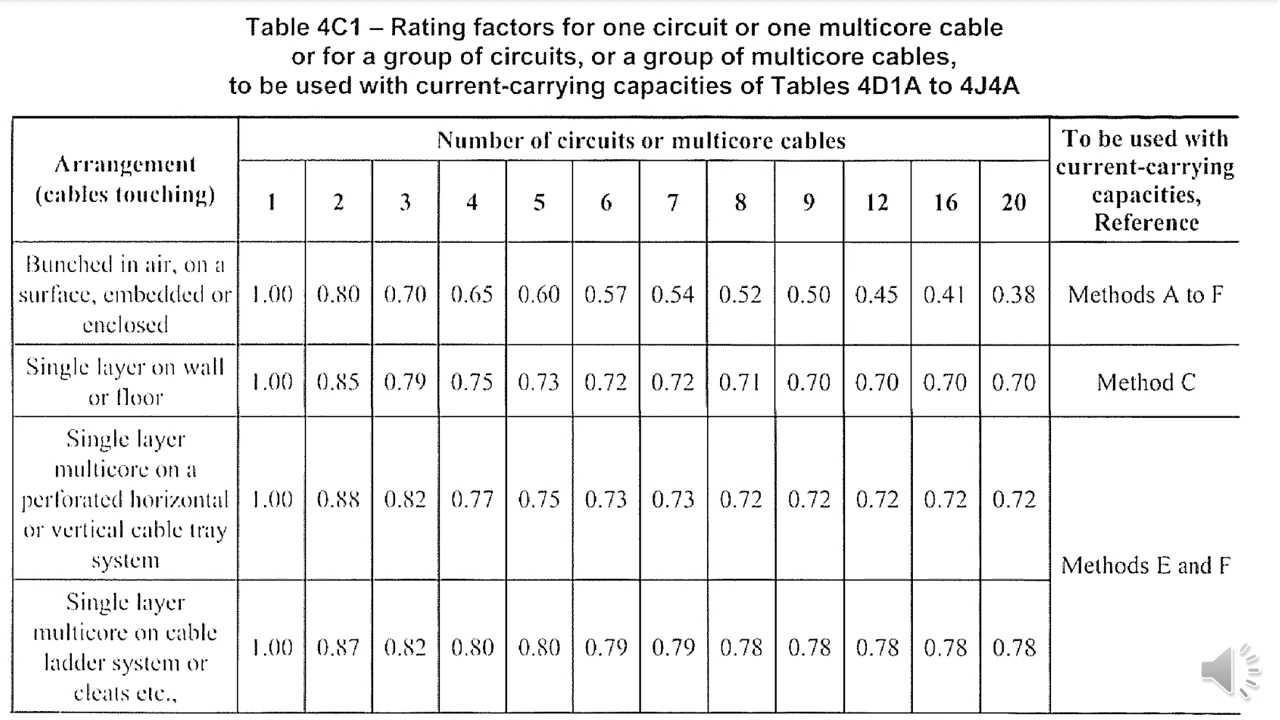 Table 4C1 – Rating factors for one circuit or one multicore cable
or for a group of circuits, or a group of multicore cables,
to be used with current-carrying capacities of Tables 4D1A to 4J4A
Arrangement
(cables touching)
Number of circuits or multicore cables
To be used with
current-carrying
capacities,
Reference
1 2 3 4 5 6 7 8 9 12 16 20
Bunched in air, on a
surface, embedded or
enclosed
1.00 0.80 0.70 0.65 0.60 0.57 0.54 0.52 0.50 0.45 0.41 0.38
Methods A to F
Single layer on wall
or floor
1.00 0.85 0.79 0.75 0.73 0.72 0.72 0.71 0.70 0.70 0.70 0.70
Method C
Single layer
multicore on a
perforated horizontal
or vertical cable tray
system
1.00 0.88 0.82 0.77 0.75 0.73 0.73 0.72 0.72 0.72 0.72 0.72
Methods E and F
Single layer
multicore on cable
ladder system or
cleats etc.,
1.00 0.87 0.82 0.80 0.80 0.79 0.79 0.78 0.78 0.78 0.78 0.78